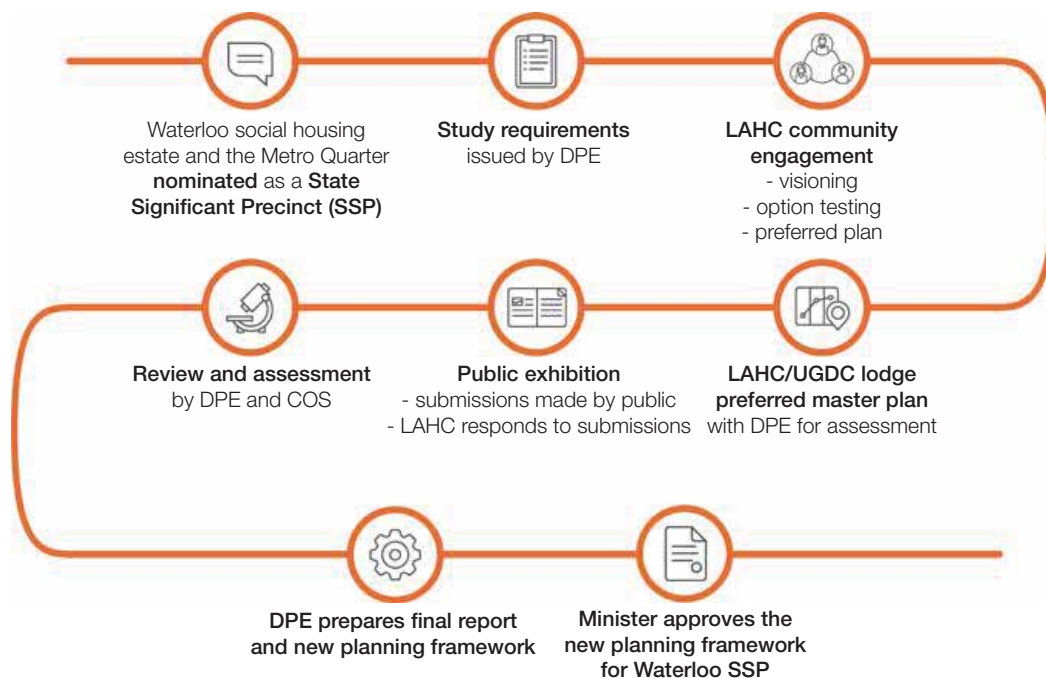 Waterloo social housing
estate and the Metro Quarter
nominated as a State
Significant Precinct (SSP)
Study requirements
issued by DPE
LAHC community
engagement
- visioning
- option testing
- preferred plan
LAHC/UGDC lodge
preferred master plan
with DPE for assessment
Public exhibition
- submissions made by public
- LAHC responds to submissions
Review and assessment
by DPE and COS
DPE prepares final report
and new planning framework
Minister approves the
new planning framework
for Waterloo SSP